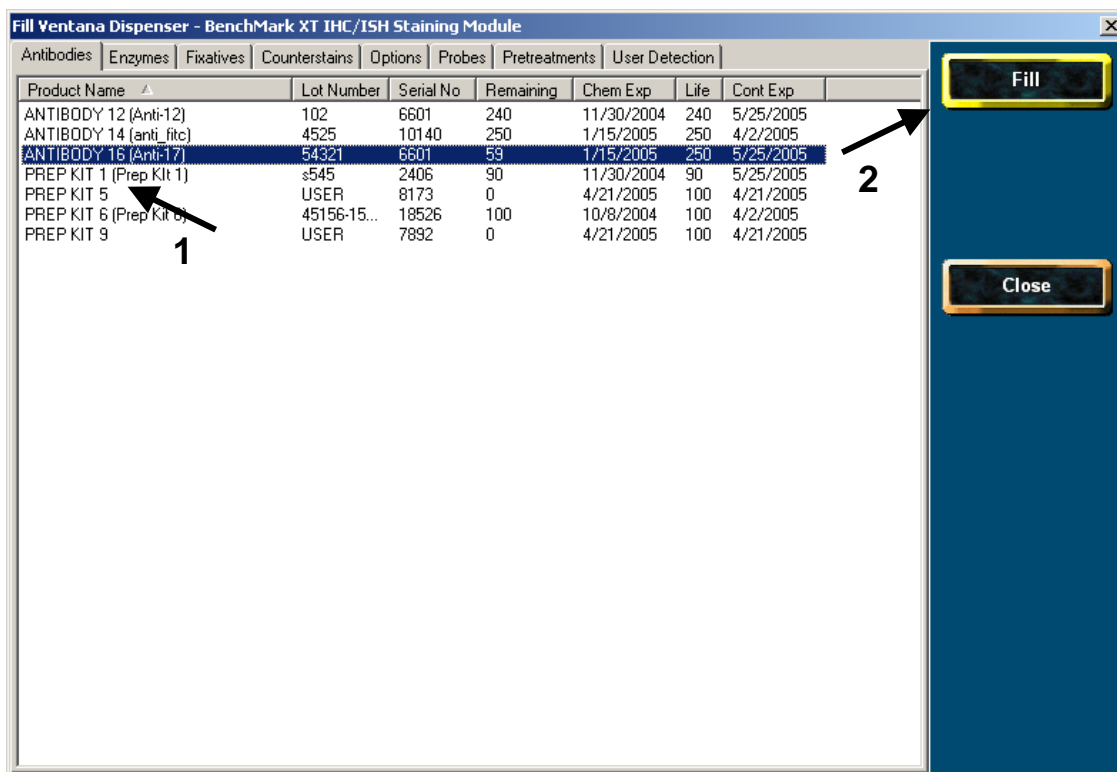 Fill Ventana Dispenser - BenchMark XT IHC/ISH Staining Module
Antibodies Enzymes Fixatives Counterstains Options Probes Pretreatments User Detection
Product Name Lot Number Serial No Remaining Chem Exp Life Cont Exp
ANTIBODY 12 (Anti-12) 102 6601 240 11/30/2004 240 5/25/2005
ANTIBODY 14 (anti_fitc) 4525 10140 250 1/15/2005 250 4/2/2005
ANTIBODY 16 (Anti-17) 54321 6601 59 1/15/2005 250 5/25/2005
PREP KIT 1 (Prep KIt 1) s545 2406 90 11/30/2004 90 5/25/2005
PREP KIT 5 USER 8173 0 4/21/2005 100 4/21/2005
PREP KIT 6 (Prep Kit 6) 45156-15... 18526 100 10/8/2004 100 4/2/2005
PREP KIT 9 USER 7892 0 4/21/2005 100 4/21/2005
1
2
Fill
Close